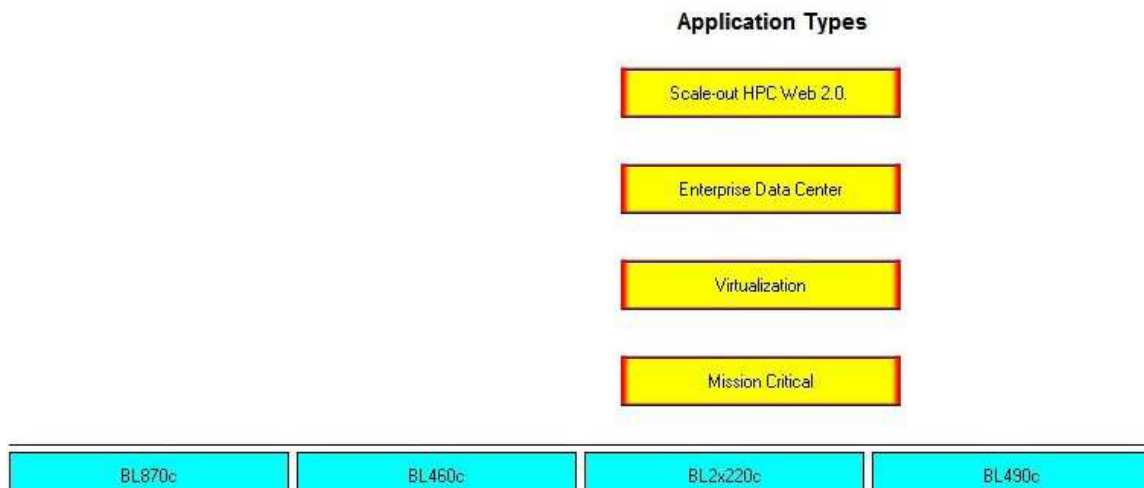 Application Types
Scale-out HPC Web 2.0.
Enterprise Data Center
Virtualization
Mission Critical
BL870c BL460c BL2x220c BL490c